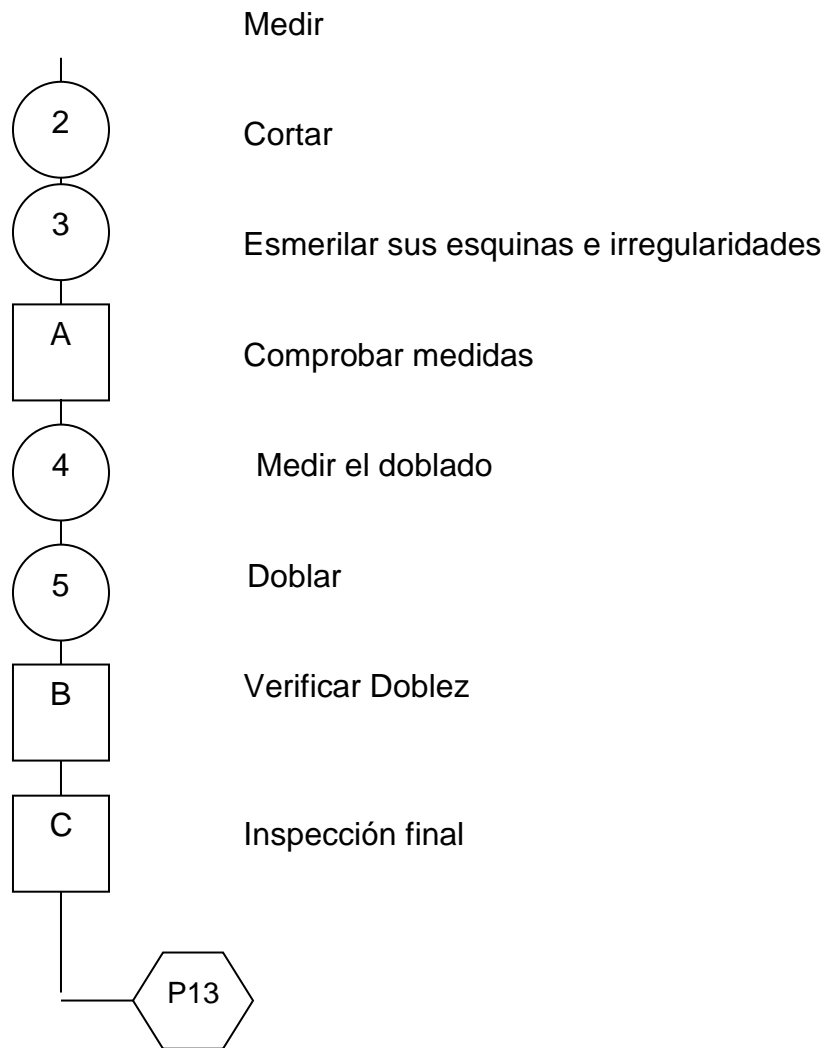 Medir
2
Cortar
3
Esmerilar sus esquinas e irregularidades
A
Comprobar medidas
4
Medir el doblado
5
Doblar
B
Verificar Doblez
C
Inspección final
P13